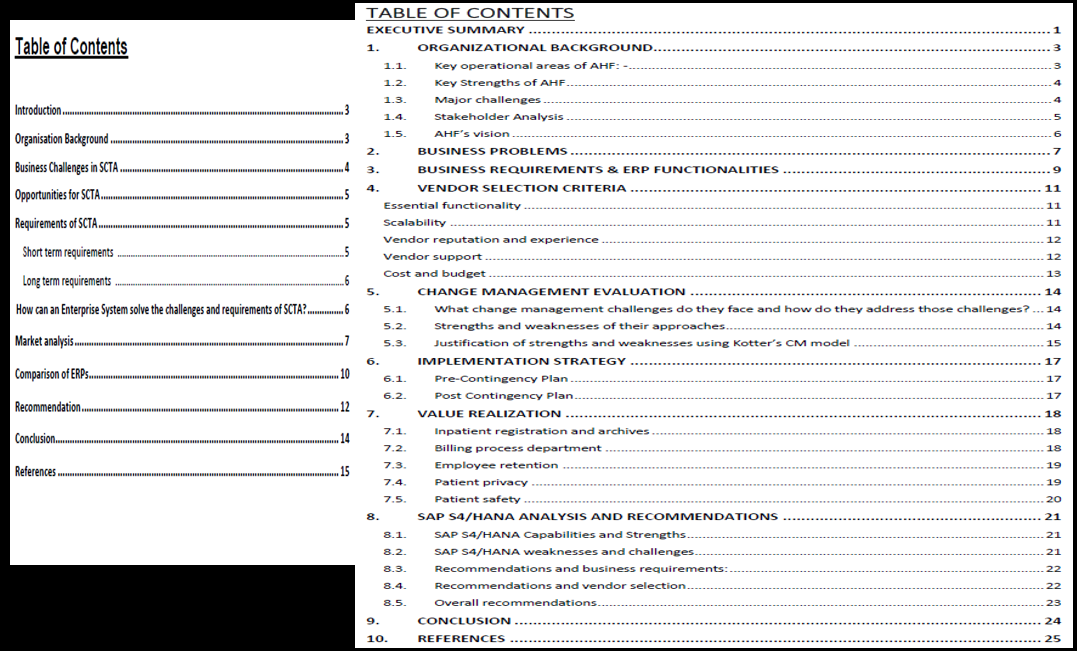 Table of Contents
Introduction 3
Organisation Background 3
Business Challenges in SCTA 4
Opportunities for SCTA 5
Requirements of SCTA 5
Short term requirements 5
Long term requirements 6
How can an Enterprise System solve the challenges and requirements of SCTA? 6
Market analysis 7
Comparison of ERPs 10
Recommendation 12
Conclusion 14
References 15
TABLE OF CONTENTS
EXECUTIVE SUMMARY 1
1. ORGANIZATIONAL BACKGROUND 3
1.1. Key operational areas of AHF: - 3
1.2. Key Strengths of AHF 4
1.3. Major challenges 4
1.4. Stakeholder Analysis 5
1.5. AHF's vision 6
2. BUSINESS PROBLEMS 7
3. BUSINESS REQUIREMENTS & ERP FUNCTIONALITIES 9
4. VENDOR SELECTION CRITERIA 11
Essential functionality 11
Scalability 11
Vendor reputation and experience 12
Vendor support 12
Cost and budget 13
5. CHANGE MANAGEMENT EVALUATION 14
5.1. What change management challenges do they face and how do they address those challenges? 14
5.2. Strengths and weaknesses of their approaches 14
5.3. Justification of strengths and weaknesses using Kotter's CM model 15
6. IMPLEMENTATION STRATEGY 17
6.1. Pre-Contingency Plan 17
6.2. Post Contingency Plan 17
7. VALUE REALIZATION 18
7.1. Inpatient registration and archives 18
7.2. Billing process department 18
7.3. Employee retention 19
7.4. Patient privacy 19
7.5. Patient safety 20
8. SAP S4/HANA ANALYSIS AND RECOMMENDATIONS 21
8.1. SAP S4/HANA Capabilities and Strengths 21
8.2. SAP S4/HANA weaknesses and challenges 21
8.3. Recommendations and business requirements: 22
8.4. Recommendations and vendor selection 22
8.5. Overall recommendations 23
9. CONCLUSION 24
10. REFERENCES 25